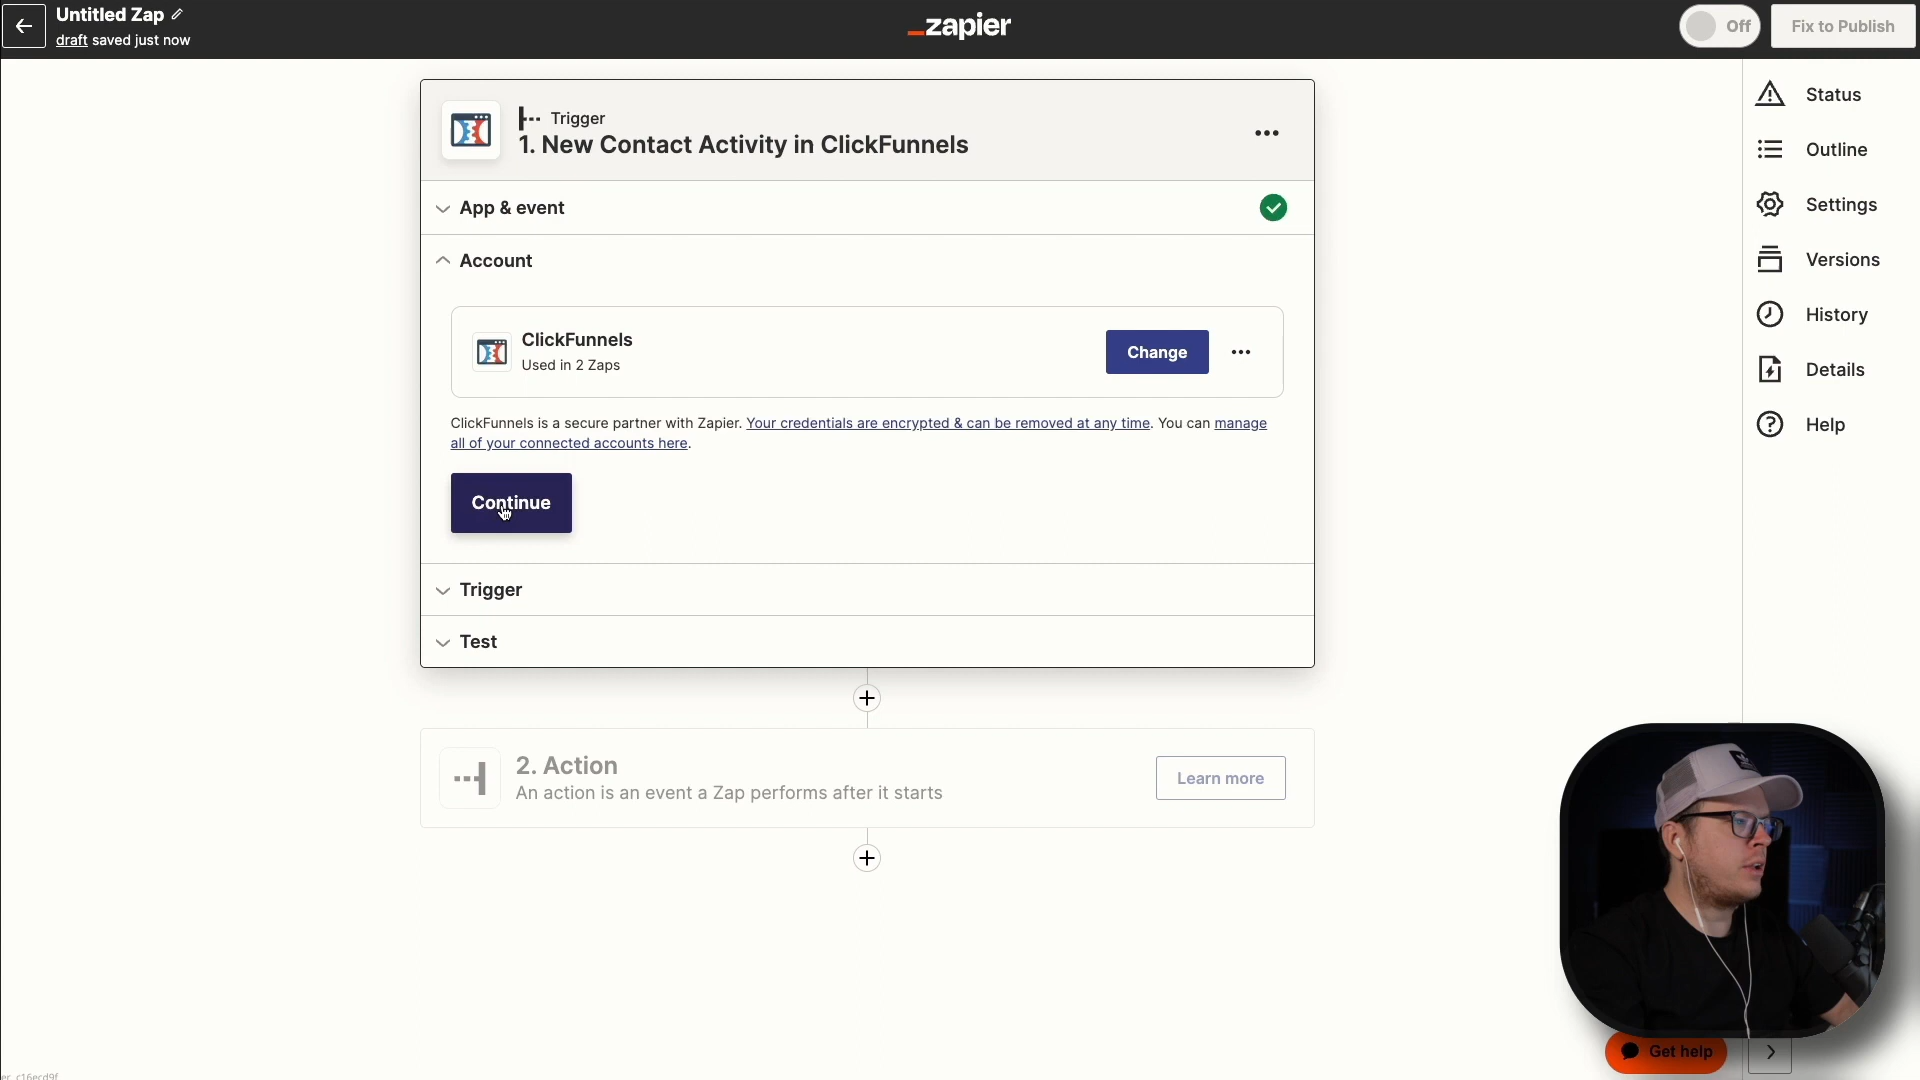 Untitled Zap
draft saved just now
zapier
Off
Fix to Publish
Trigger
1. New Contact Activity in ClickFunnels
App & event
Account
ClickFunnels
Used in 2 Zaps
Change
ClickFunnels is a secure partner with Zapier. Your credentials are encrypted & can be removed at any time. You can manage
all of your connected accounts here.
Continue
Trigger
Test
2. Action
An action is an event a Zap performs after it starts
Learn more
Status
Outline
Settings
Versions
History
Details
Help
Get help